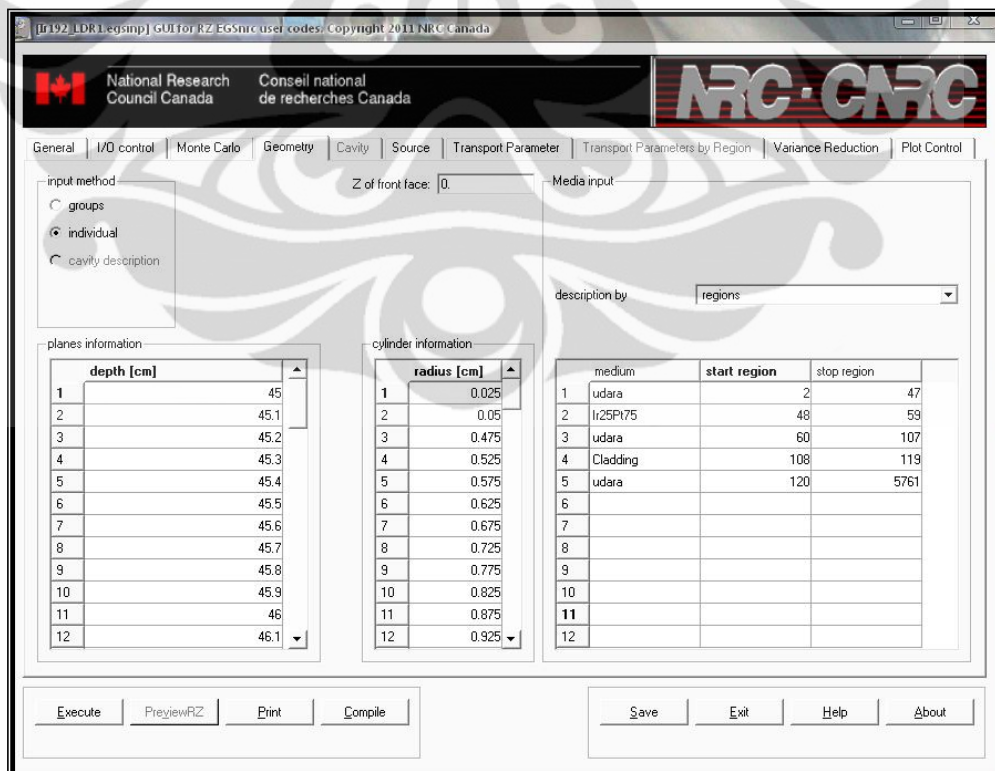 [Ir192_LDR1.egsinp] GUI for RZ EGSnrc user codes. Copyright 2011 NRC Canada
National Research Council Canada
Conseil national de recherches Canada
NRC·CNRC
General I/O control Monte Carlo Geometry Cavity Source Transport Parameter Transport Parameters by Region Variance Reduction Plot Control
input method
groups
individual
cavity description
Z of front face: 0.
Media input
description by regions
planes information
depth [cm]
1 45
2 45.1
3 45.2
4 45.3
5 45.4
6 45.5
7 45.6
8 45.7
9 45.8
10 45.9
11 46
12 46.1
cylinder information
radius [cm]
1 0.025
2 0.05
3 0.475
4 0.525
5 0.575
6 0.625
7 0.675
8 0.725
9 0.775
10 0.825
11 0.875
12 0.925
medium start region stop region
1 udara 2 47
2 Ir25Pt75 48 59
3 udara 60 107
4 Cladding 108 119
5 udara 120 5761
6
7
8
9
10
11
12
Execute PreviewRZ Print Compile
Save Exit Help About